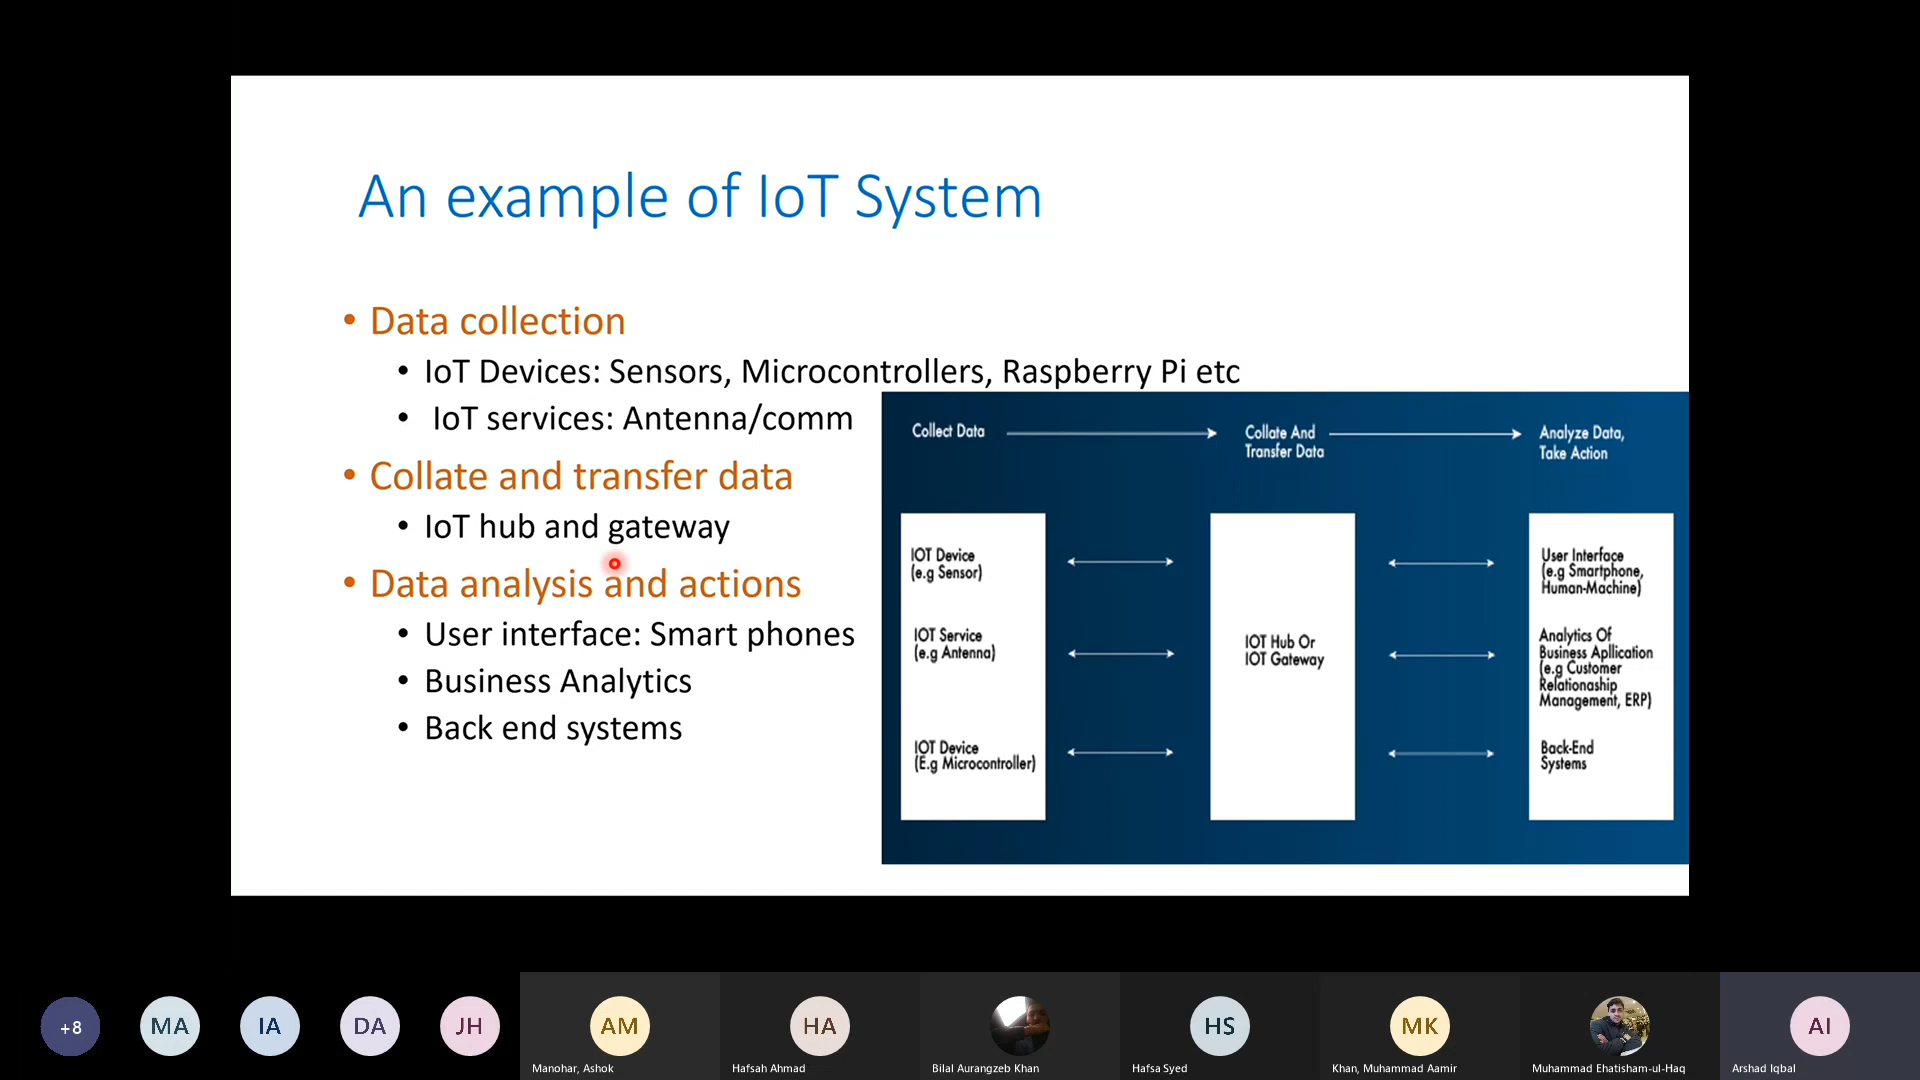 An example of IoT System
• Data collection
• IoT Devices: Sensors, Microcontrollers, Raspberry Pi etc
• IoT services: Antenna/comm
• Collate and transfer data
• IoT hub and gateway
• Data analysis and actions
• User interface: Smart phones
• Business Analytics
• Back end systems
Collect Data
Collate And
Transfer Data
Analyze Data,
Take Action
IOT Device
(e.g Sensor)
IOT Service
(e.g Antenna)
IOT Device
(E.g Microcontroller)
IOT Hub Or
IOT Gateway
User Interface
(e.g Smartphone,
Human-Machine)
Analytics Of
Business Apllication
(e.g Customer
Relationaship
Management, ERP)
Back-End
Systems
+8
MA
IA
DA
JH
AM
Manohar, Ashok
HA
Hafsah Ahmad
Bilal Aurangzeb Khan
HS
Hafsa Syed
MK
Khan, Muhammad Aamir
Muhammad Ehatisham-ul-Haq
AI
Arshad Iqbal